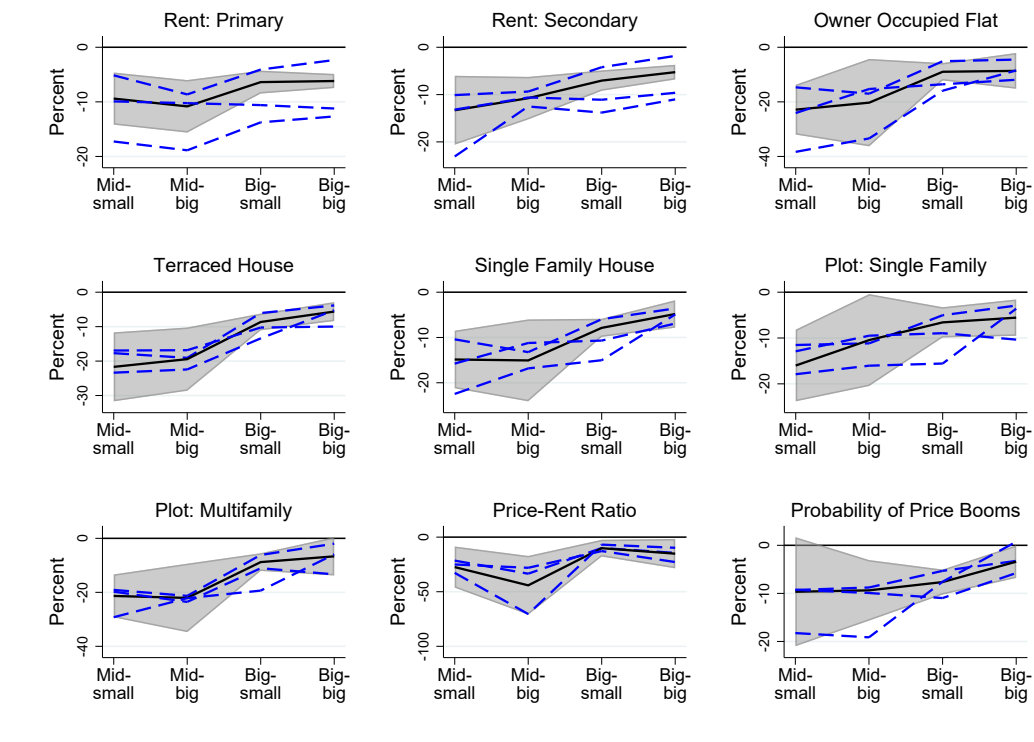 Rent: Primary
Percent
0
-10
-20
Mid-
small
Mid-
big
Big-
small
Big-
big
Rent: Secondary
Percent
0
-10
-20
Mid-
small
Mid-
big
Big-
small
Big-
big
Owner Occupied Flat
Percent
0
-20
-40
Mid-
small
Mid-
big
Big-
small
Big-
big
Terraced House
Percent
0
-10
-20
-30
Mid-
small
Mid-
big
Big-
small
Big-
big
Single Family House
Percent
0
-10
-20
Mid-
small
Mid-
big
Big-
small
Big-
big
Plot: Single Family
Percent
0
-10
-20
Mid-
small
Mid-
big
Big-
small
Big-
big
Plot: Multifamily
Percent
0
-20
-40
Mid-
small
Mid-
big
Big-
small
Big-
big
Price-Rent Ratio
Percent
0
-50
-100
Mid-
small
Mid-
big
Big-
small
Big-
big
Probability of Price Booms
Percent
0
-10
-20
Mid-
small
Mid-
big
Big-
small
Big-
big